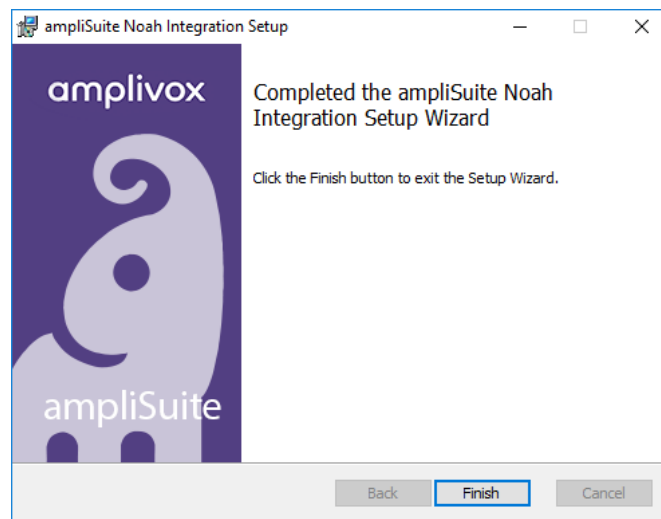 ampliSuite Noah Integration Setup
amplivox
Completed the ampliSuite Noah
Integration Setup Wizard
Click the Finish button to exit the Setup Wizard.
ampliSuite
Back
Finish
Cancel